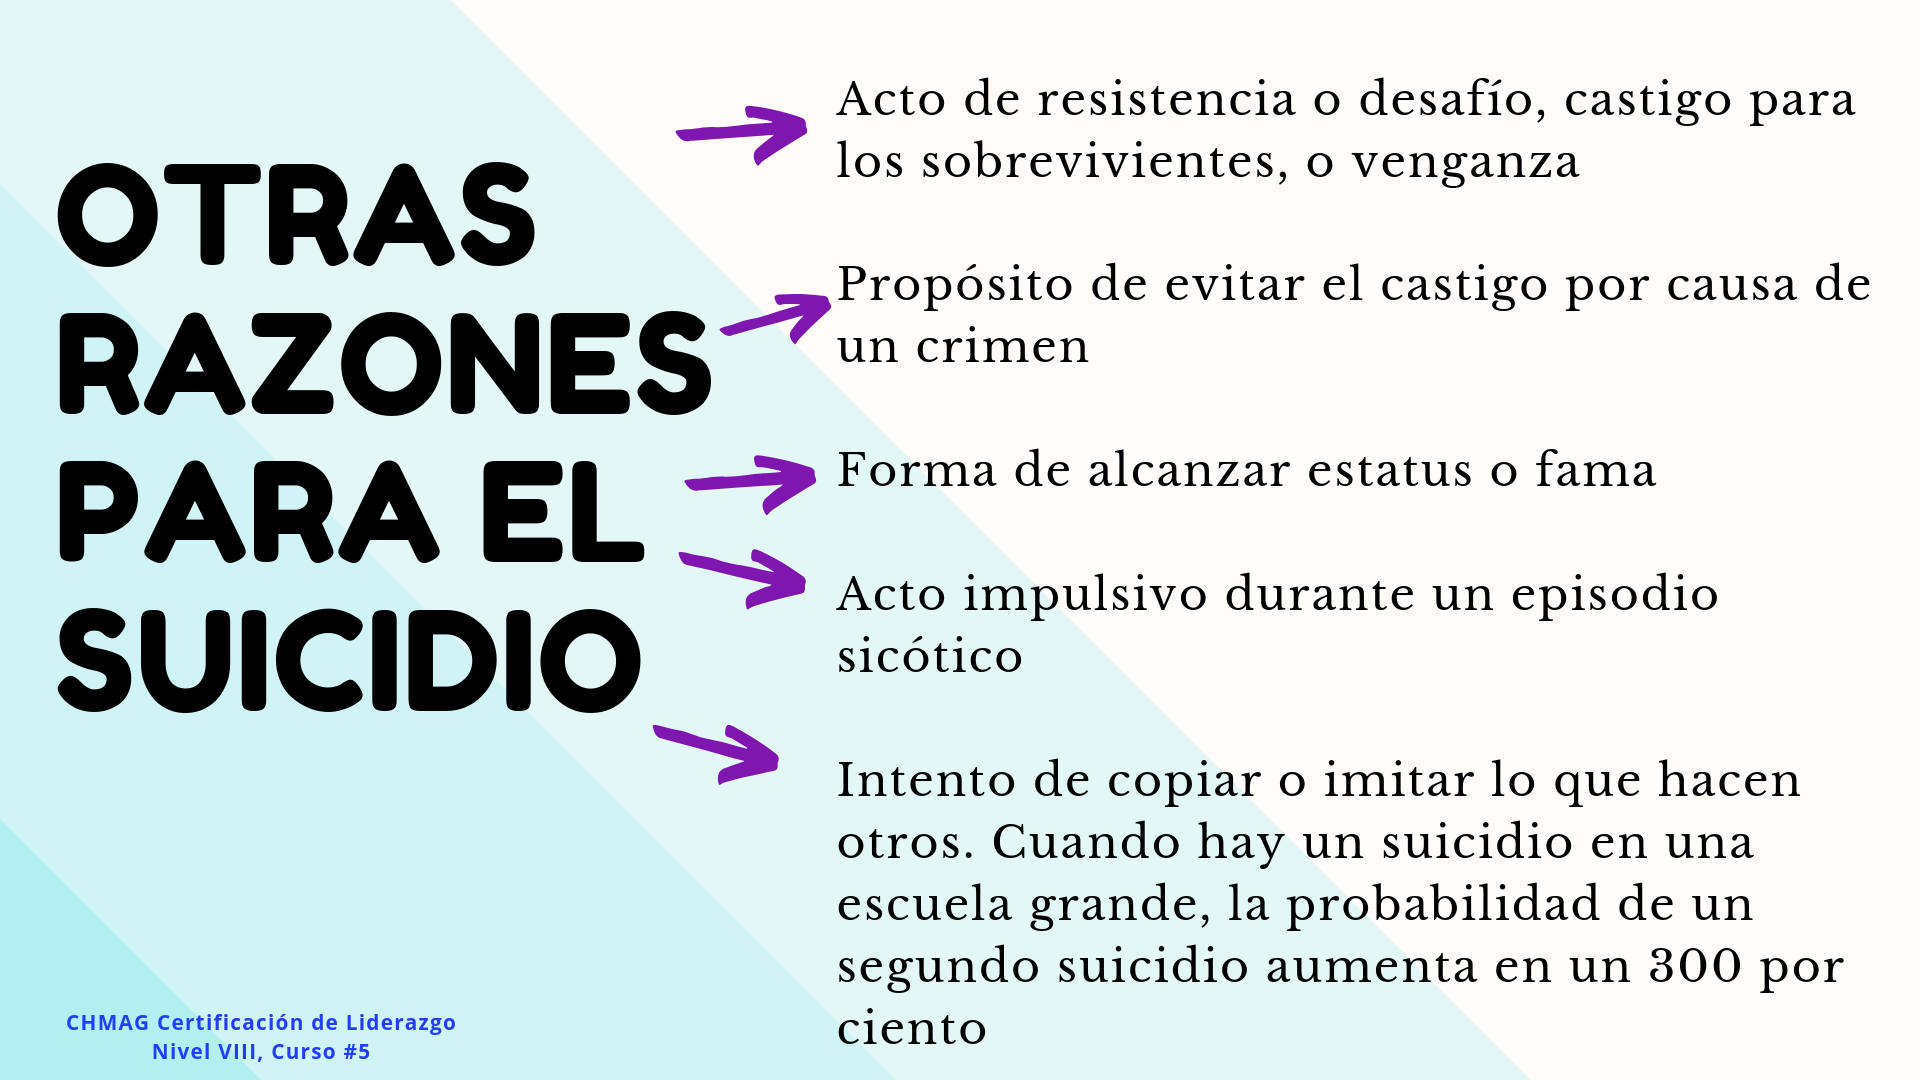 OTRAS
RAZONES
PARA EL
SUICIDIO
Acto de resistencia o desafío, castigo para
los sobrevivientes, o venganza
Propósito de evitar el castigo por causa de
un crimen
Forma de alcanzar estatus o fama
Acto impulsivo durante un episodio
sicótico
Intento de copiar o imitar lo que hacen
otros. Cuando hay un suicidio en una
escuela grande, la probabilidad de un
segundo suicidio aumenta en un 300 por
ciento
CHMAG Certificación de Liderazgo
Nivel VIII, Curso #5